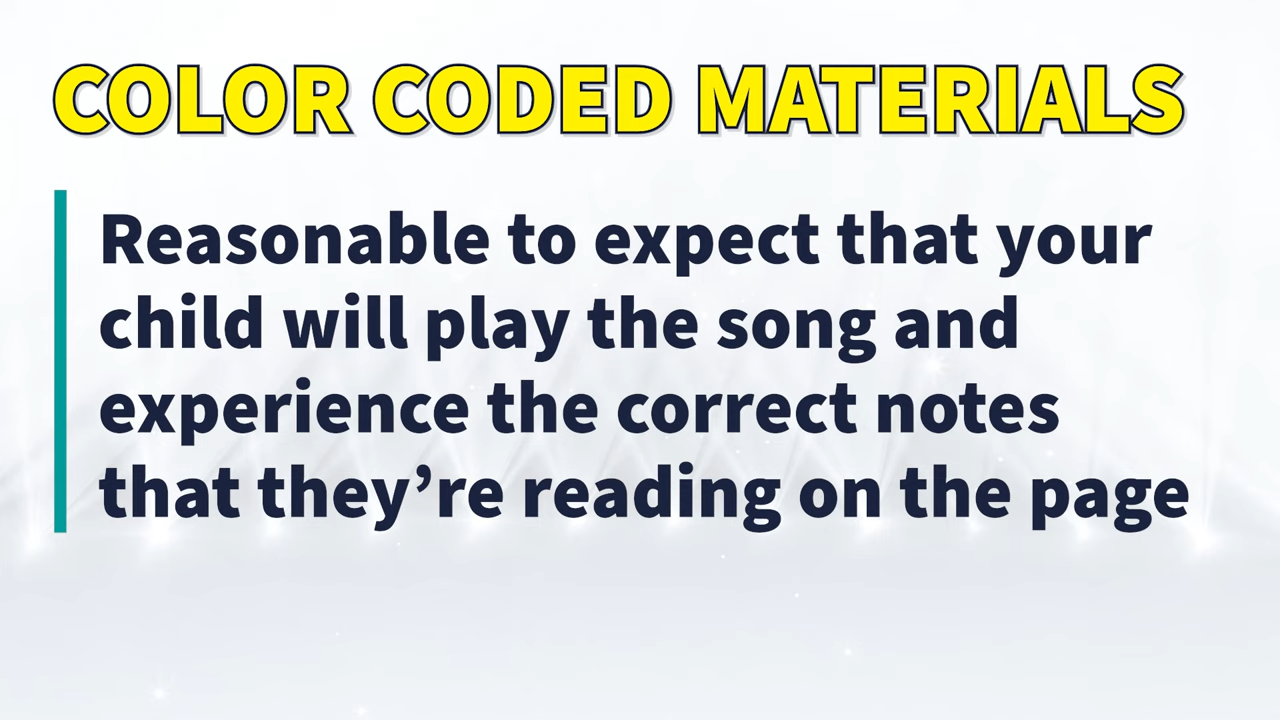 COLOR CODED MATERIALS
Reasonable to expect that your
child will play the song and
experience the correct notes
that they’re reading on the page